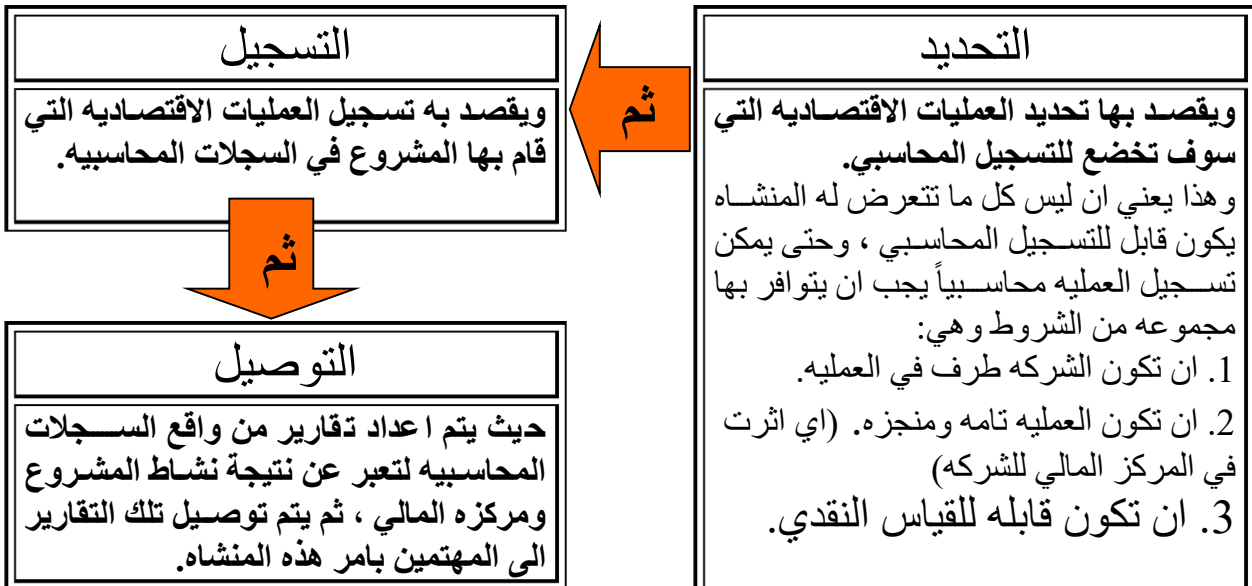 التحديد
ويقصد بها تحديد العمليات الاقتصاديه التي
سوف تخضع للتسجيل المحاسبي.
وهذا يعني ان ليس كل ما تتعرض له المنشاه
يكون قابل للتسجيل المحاسبي ، وحتى يمكن
تسجيل العمليه محاسبياً يجب ان يتوافر بها
مجموعه من الشروط وهي:
1. ان تكون الشركه طرف في العمليه.
2. ان تكون العمليه تامه ومنجزه. (اي اثرت
في المركز المالي للشركه)
3. ان تكون قابله للقياس النقدي.
ثم
التسجيل
ويقصد به تسجيل العمليات الاقتصاديه التي
قام بها المشروع في السجلات المحاسبيه.
ثم
التوصيل
حيث يتم اعداد تقارير من واقع السجلات
المحاسبيه لتعبر عن نتيجة نشاط المشروع
ومركزه المالي ، ثم يتم توصيل تلك التقارير
الى المهتمين بامر هذه المنشاه.